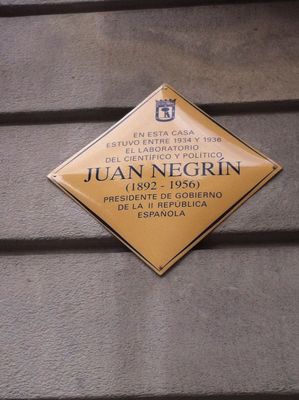 EN ESTA CASA
ESTUVO ENTRE 1934 Y 1936
EL LABORATORIO
DEL CIENTÍFICO Y POLÍTICO
JUAN NEGRÍN
(1892 - 1956)
PRESIDENTE DE GOBIERNO
DE LA II REPÚBLICA
ESPAÑOLA